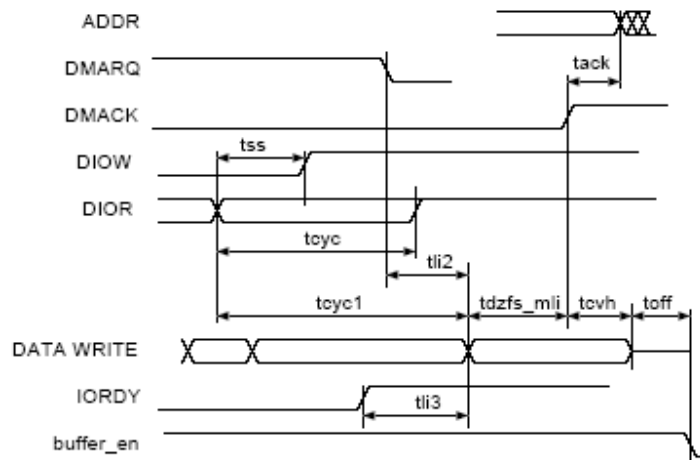 ADDR
DMARQ
tack
DMACK
tss
DIOW
DIOR
tcyc
tli2
tcyc1
tdzfs_mli
tcvh
toff
DATA WRITE
IORDY
tli3
buffer_en